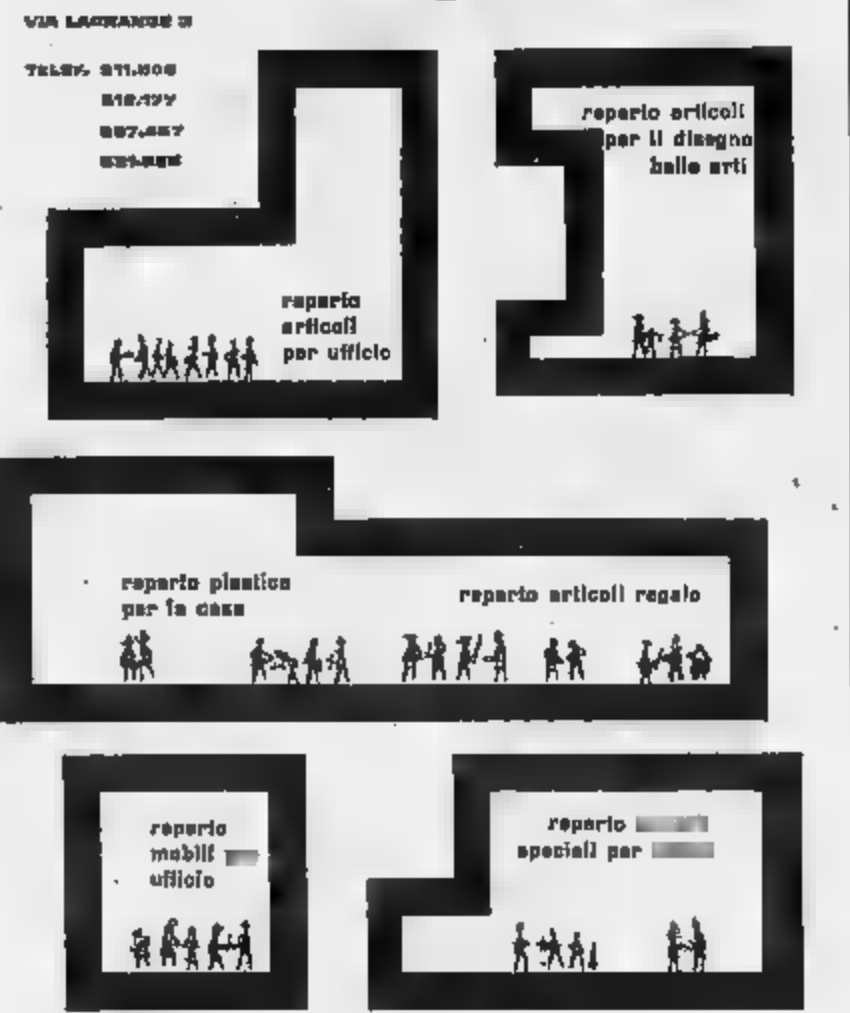 VIA LAGRANGE
TELEF.
reparto articoli
per il disegno
belle arti
reparto
articoli
per ufficio
reparto plastica
per la casa
reparto articoli regalo
reparto
mobili
ufficio
reparto
speciali per